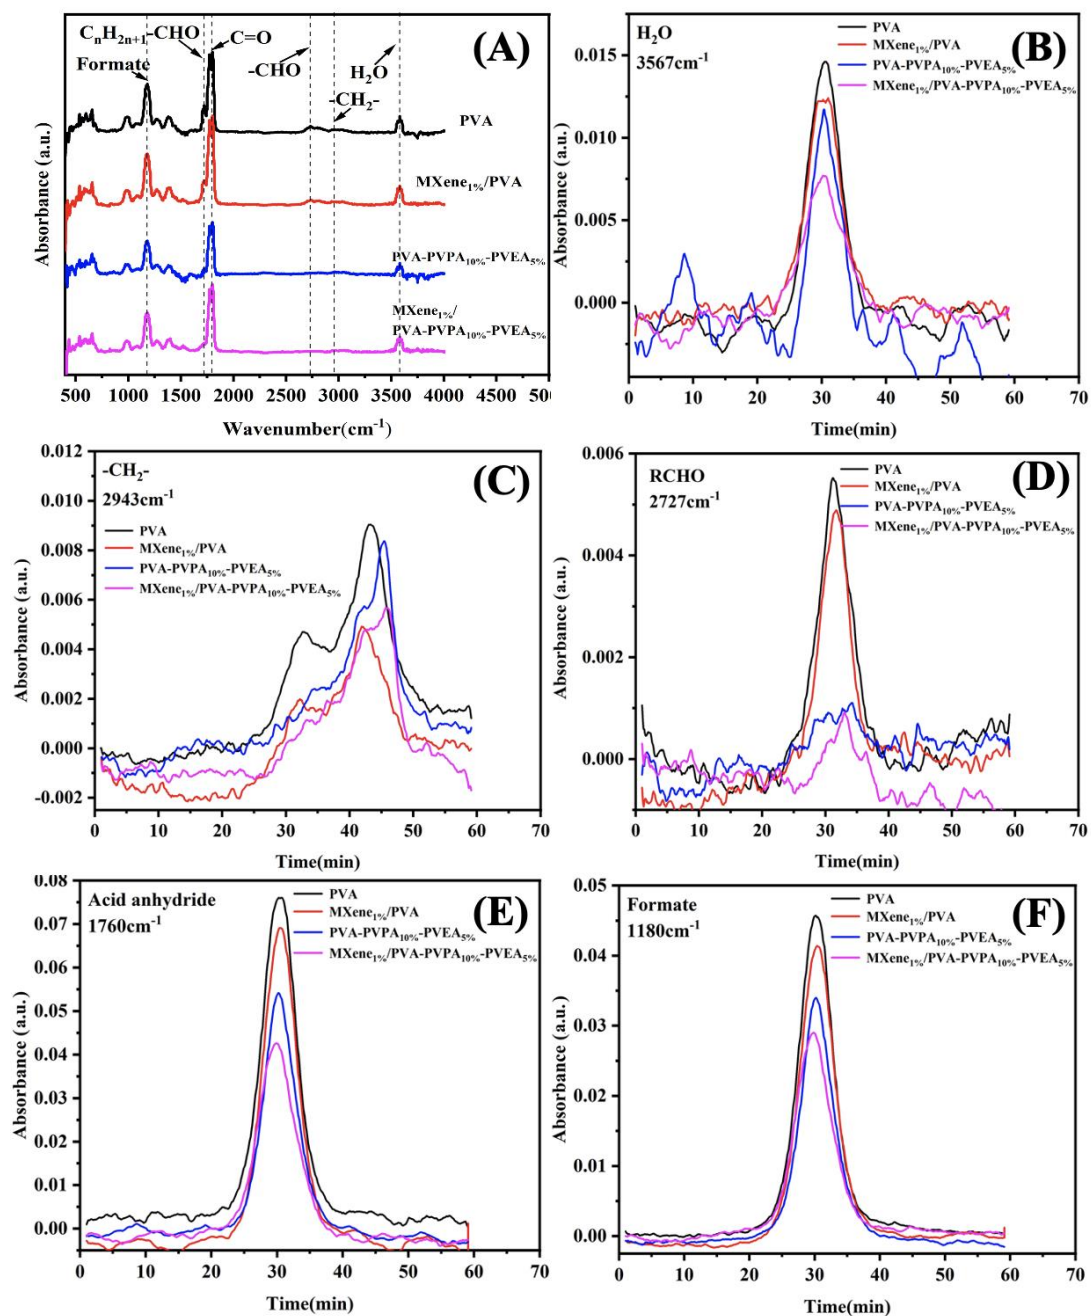 (A)
CₙH₂ₙ₊₁-CHO
C=O
Formate
-CHO
H₂O
-CH₂-
PVA
MXene₁%/PVA
PVA-PVPA₁₀%-PVEA₅%
MXene₁%/
PVA-PVPA₁₀%-PVEA₅%
Absorbance (a.u.)
500 1000 1500 2000 2500 3000 3500 4000 4500 50
Wavenumber(cm⁻¹)
(B)
H₂O
3567cm⁻¹
PVA
MXene₁%/PVA
PVA-PVPA₁₀%-PVEA₅%
MXene₁%/PVA-PVPA₁₀%-PVEA₅%
Absorbance (a.u.)
0.015
0.010
0.005
0.000
0 10 20 30 40 50 60 70
Time(min)
(C)
-CH₂-
2943cm⁻¹
PVA
MXene₁%/PVA
PVA-PVPA₁₀%-PVEA₅%
MXene₁%/PVA-PVPA₁₀%-PVEA₅%
Absorbance (a.u.)
0.012
0.010
0.008
0.006
0.004
0.002
0.000
-0.002
0 10 20 30 40 50 60 70
Time(min)
(D)
RCHO
2727cm⁻¹
PVA
MXene₁%/PVA
PVA-PVPA₁₀%-PVEA₅%
MXene₁%/PVA-PVPA₁₀%-PVEA₅%
Absorbance (a.u.)
0.006
0.004
0.002
0.000
0 10 20 30 40 50 60 70
Time(min)
(E)
Acid anhydride
1760cm⁻¹
PVA
MXene₁%/PVA
PVA-PVPA₁₀%-PVEA₅%
MXene₁%/PVA-PVPA₁₀%-PVEA₅%
Absorbance (a.u.)
0.08
0.07
0.06
0.05
0.04
0.03
0.02
0.01
0.00
0 10 20 30 40 50 60 70
Time(min)
(F)
Formate
1180cm⁻¹
PVA
MXene₁%/PVA
PVA-PVPA₁₀%-PVEA₅%
MXene₁%/PVA-PVPA₁₀%-PVEA₅%
Absorbance (a.u.)
0.05
0.04
0.03
0.02
0.01
0.00
0 10 20 30 40 50 60 70
Time(min)